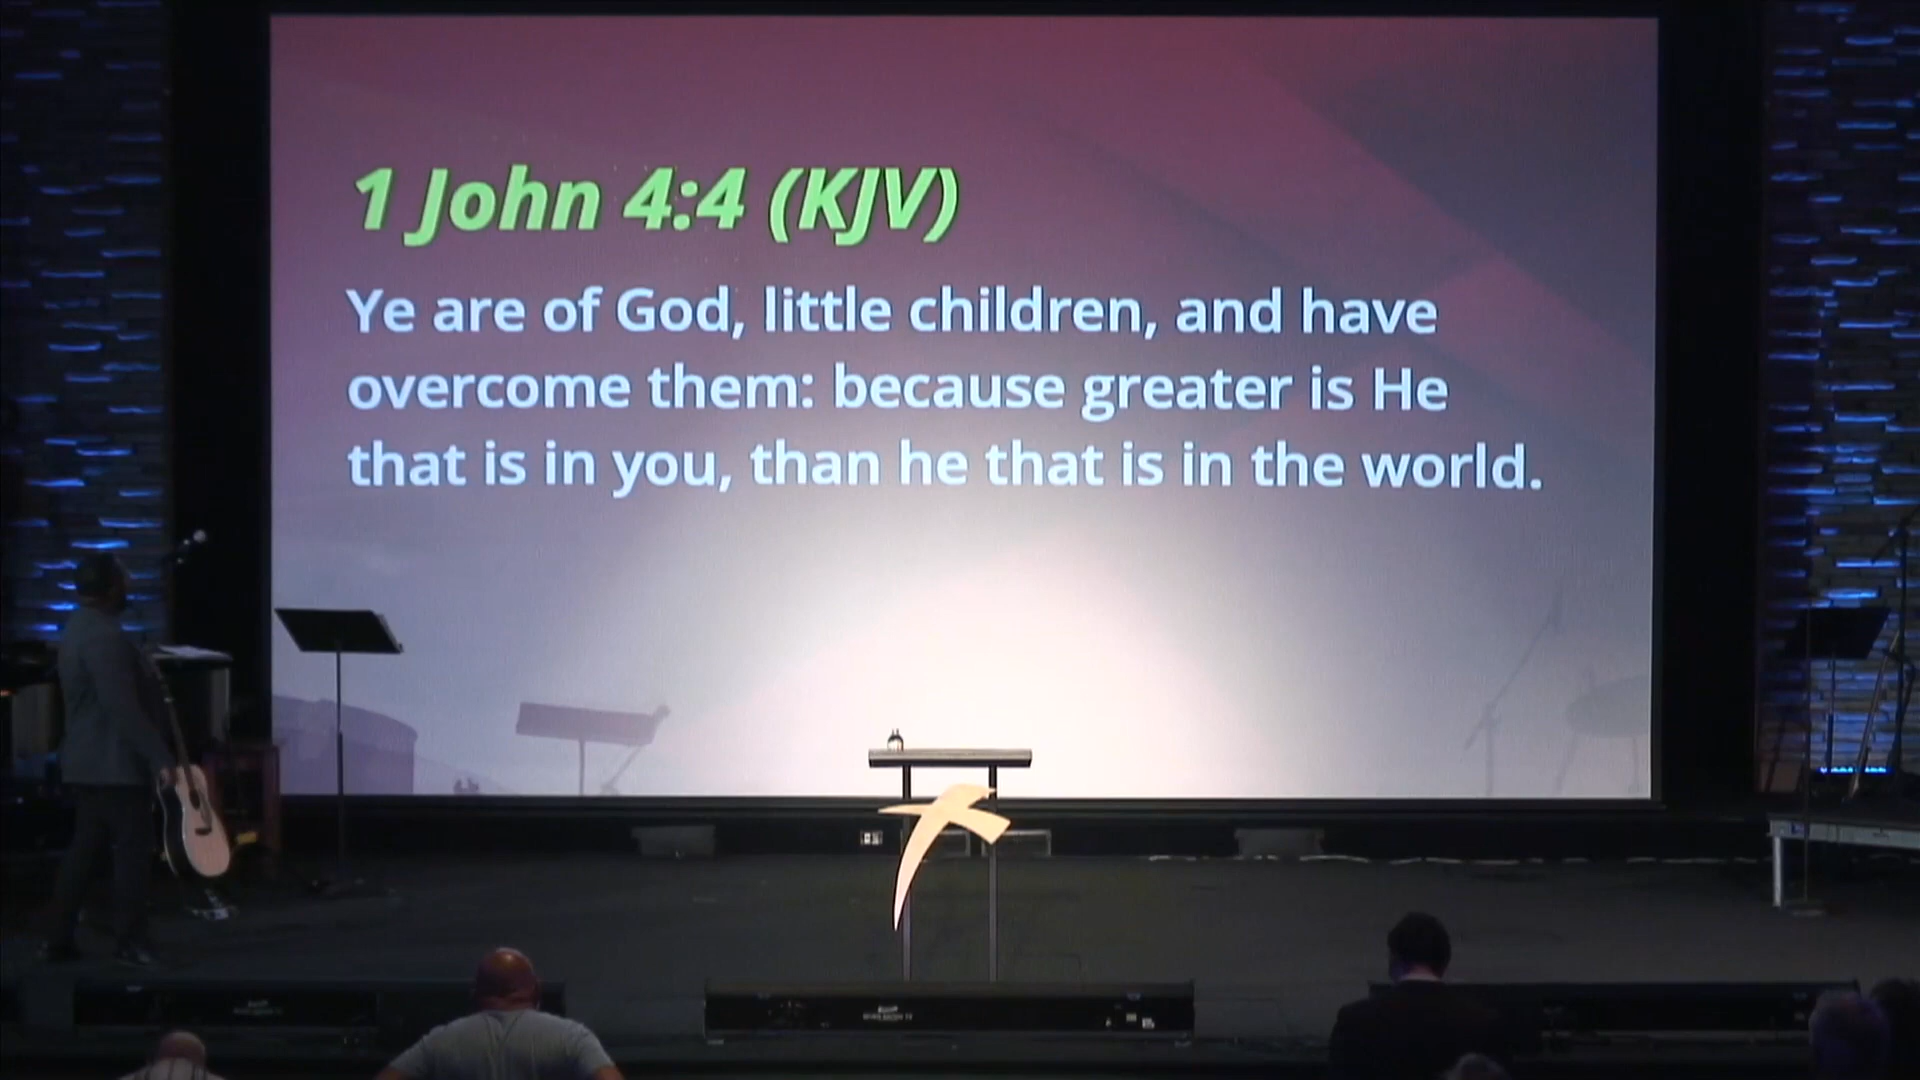 1 John 4:4 (KJV)
Ye are of God, little children, and have
overcome them: because greater is He
that is in you, than he that is in the world.